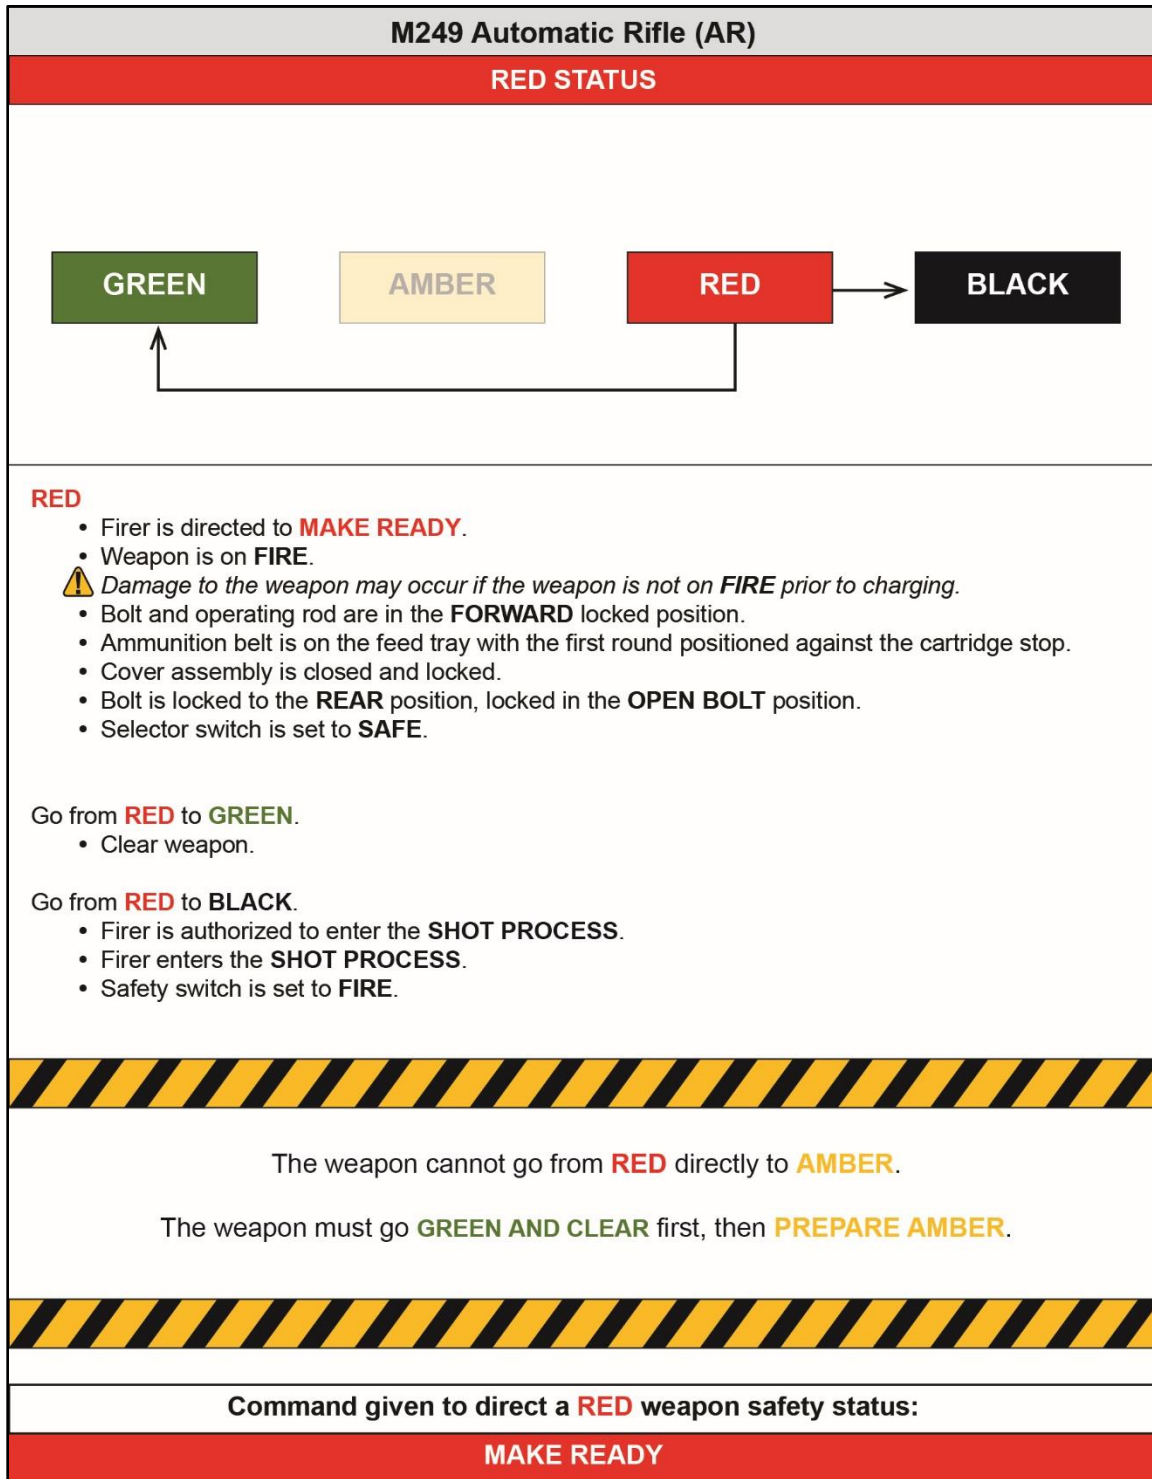 M249 Automatic Rifle (AR)
RED STATUS
GREEN
AMBER
RED
BLACK
RED
• Firer is directed to MAKE READY.
• Weapon is on FIRE.
Damage to the weapon may occur if the weapon is not on FIRE prior to charging.
• Bolt and operating rod are in the FORWARD locked position.
• Ammunition belt is on the feed tray with the first round positioned against the cartridge stop.
• Cover assembly is closed and locked.
• Bolt is locked to the REAR position, locked in the OPEN BOLT position.
• Selector switch is set to SAFE.
Go from RED to GREEN.
• Clear weapon.
Go from RED to BLACK.
• Firer is authorized to enter the SHOT PROCESS.
• Firer enters the SHOT PROCESS.
• Safety switch is set to FIRE.
The weapon cannot go from RED directly to AMBER.
The weapon must go GREEN AND CLEAR first, then PREPARE AMBER.
Command given to direct a RED weapon safety status:
MAKE READY